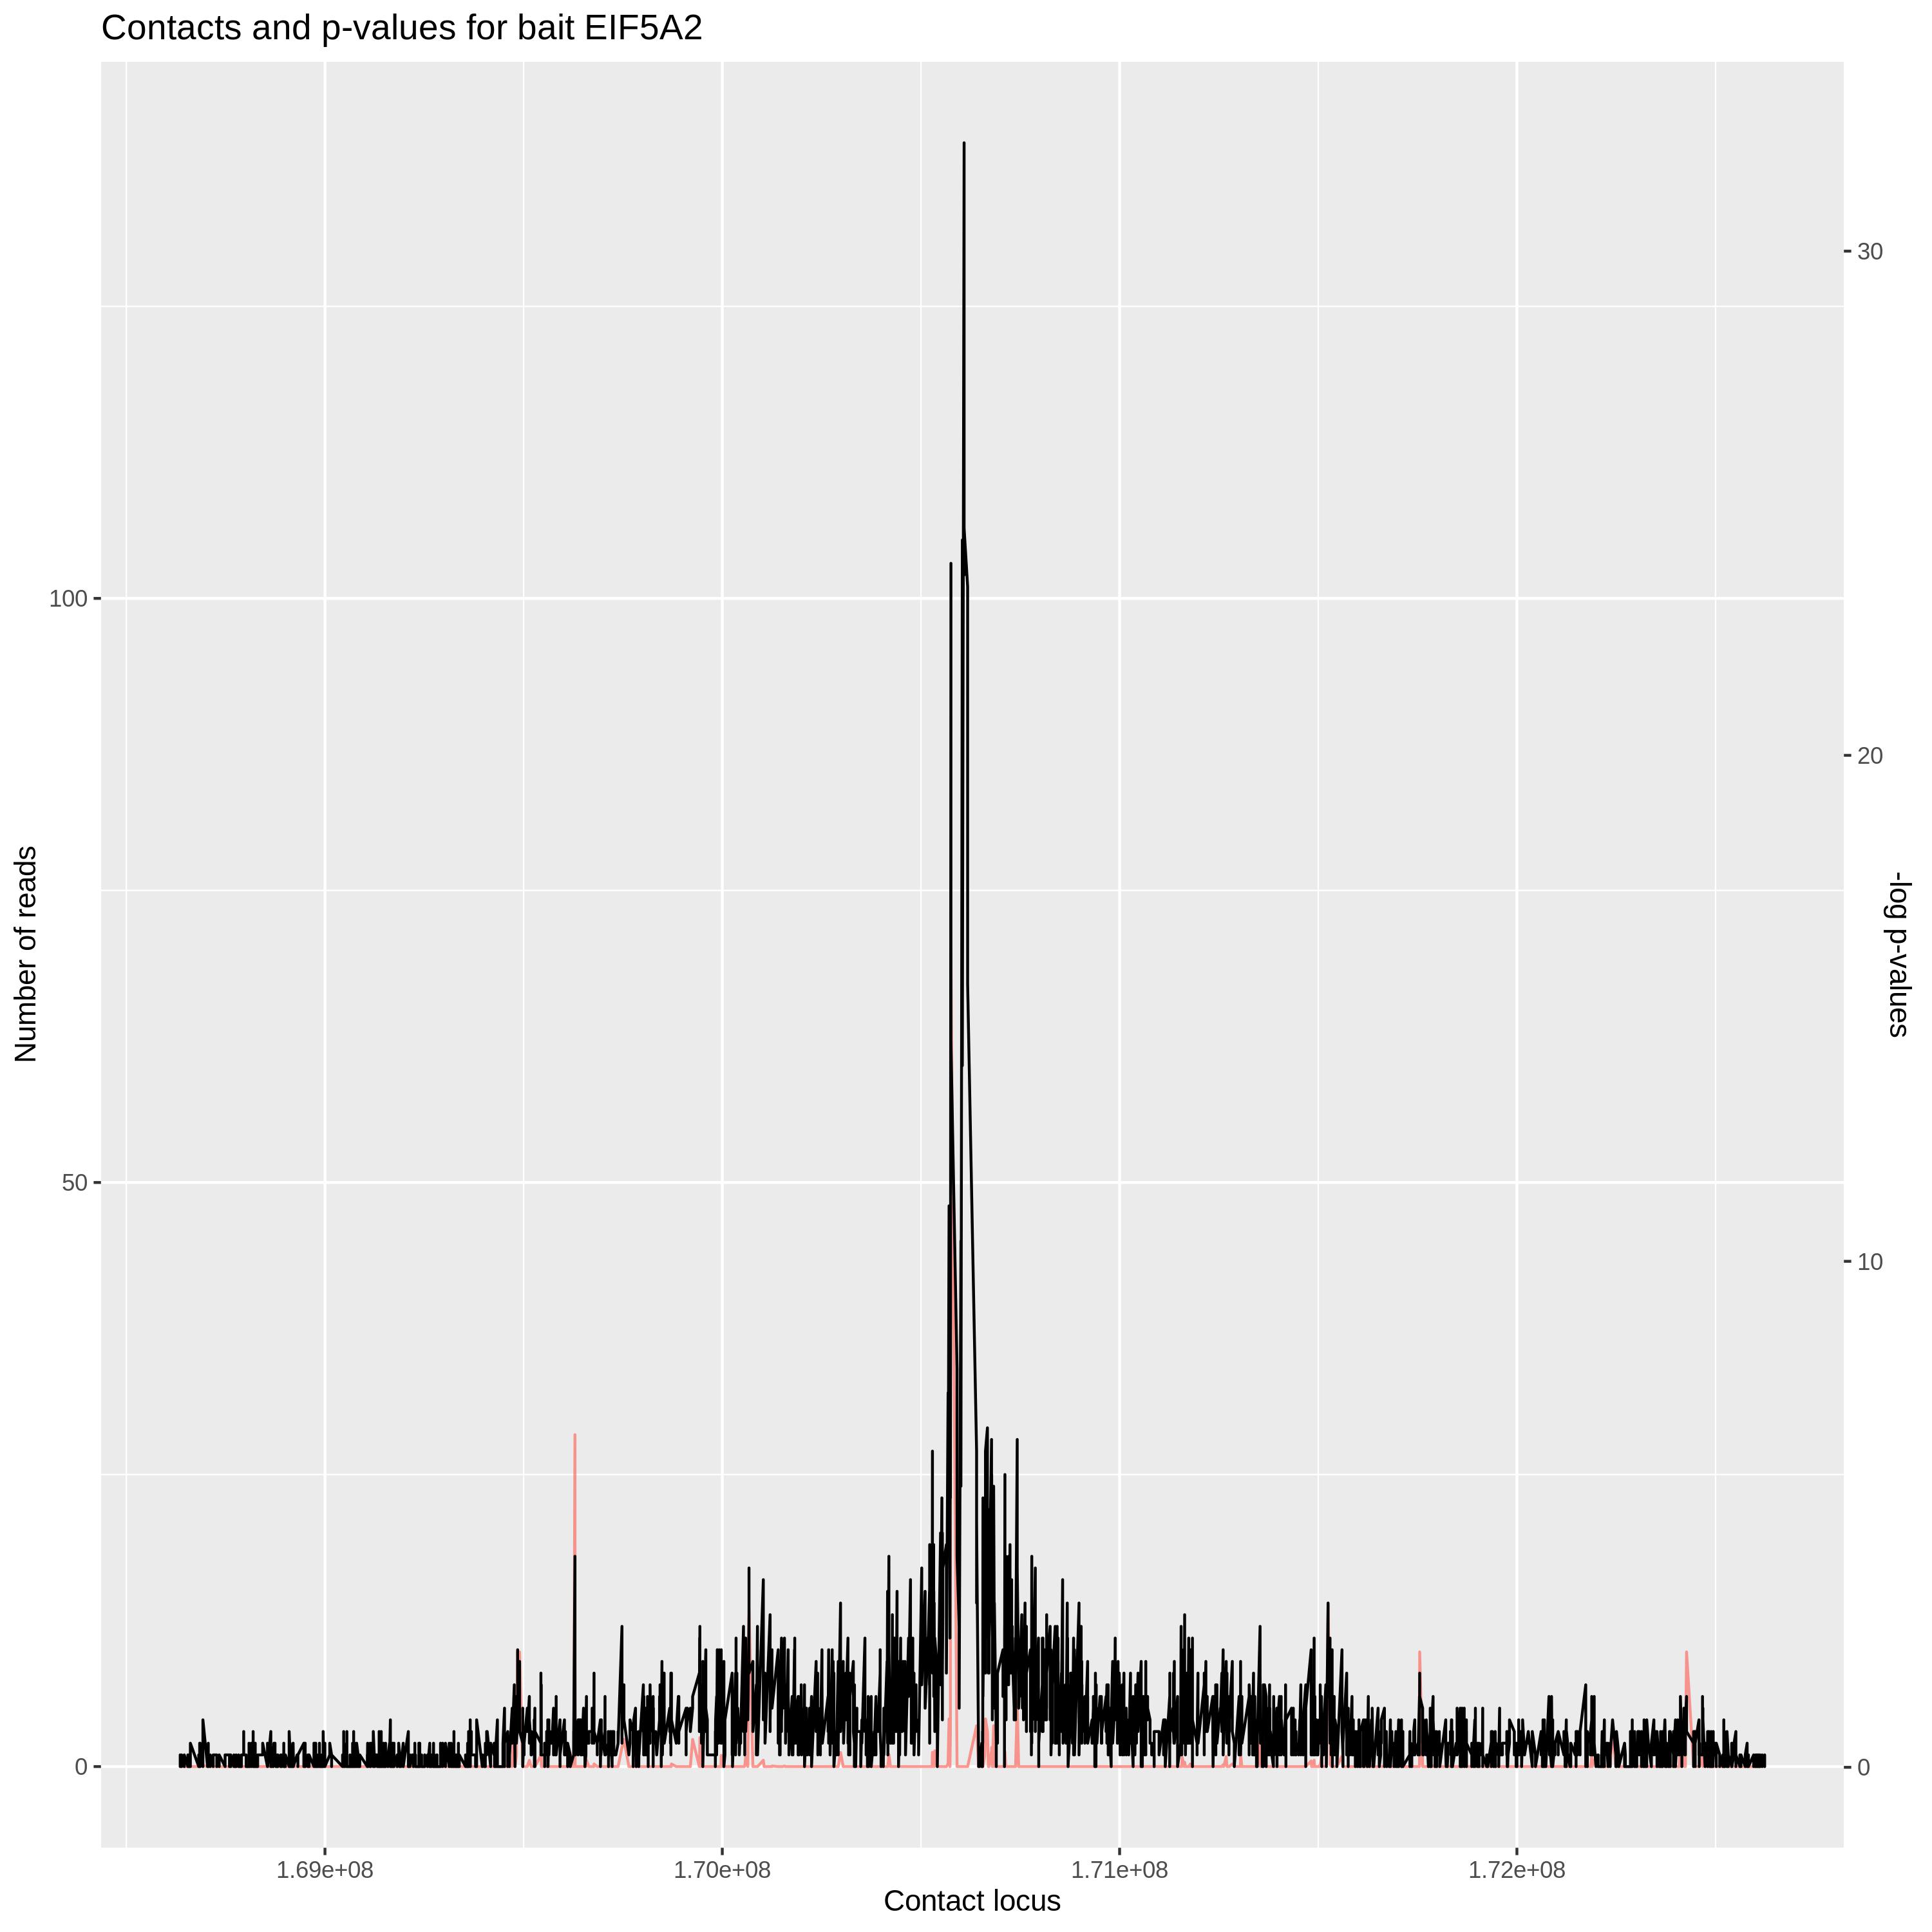 Contacts and p-values for bait EIF5A2
Number of reads
100
50
0
30
20
10
0
-log p-values
1.69e+08
1.70e+08
1.71e+08
1.72e+08
Contact locus